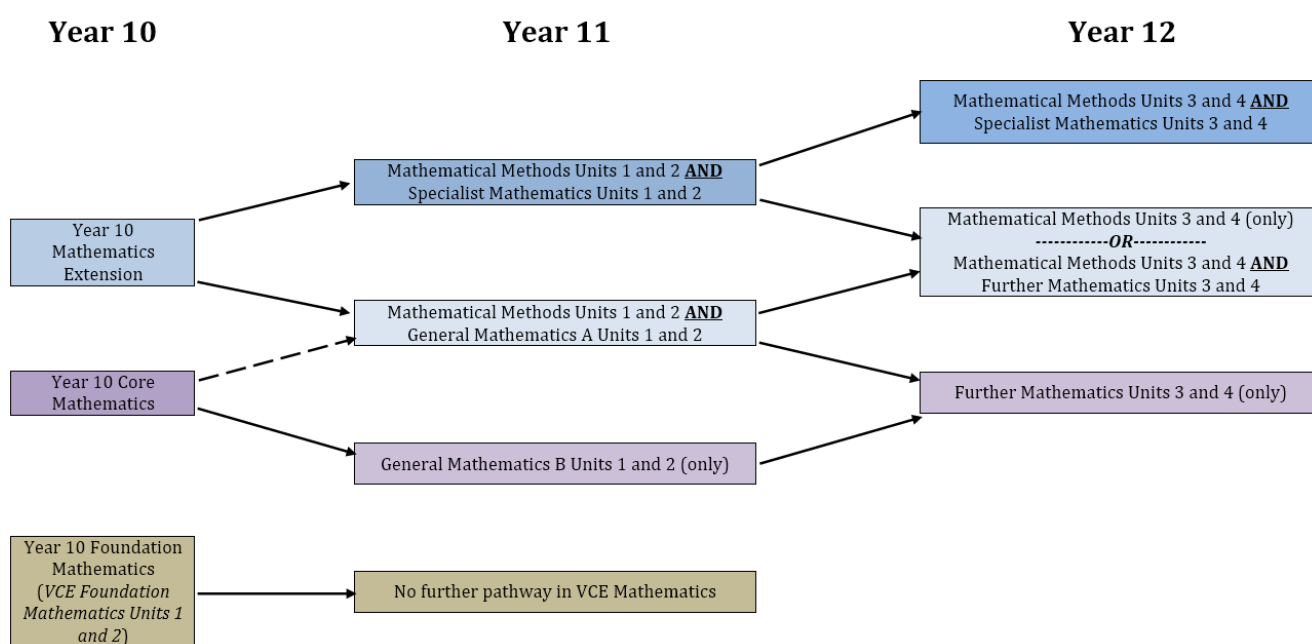 Year 10
Year 11
Year 12
Mathematical Methods Units 3 and 4 AND
Specialist Mathematics Units 3 and 4
Mathematical Methods Units 1 and 2 AND
Specialist Mathematics Units 1 and 2
Year 10
Mathematics
Extension
Mathematical Methods Units 3 and 4 (only)
------------OR------------
Mathematical Methods Units 3 and 4 AND
Further Mathematics Units 3 and 4
Mathematical Methods Units 1 and 2 AND
General Mathematics A Units 1 and 2
Year 10 Core
Mathematics
Further Mathematics Units 3 and 4 (only)
General Mathematics B Units 1 and 2 (only)
Year 10 Foundation
Mathematics
(VCE Foundation
Mathematics Units 1
and 2)
No further pathway in VCE Mathematics